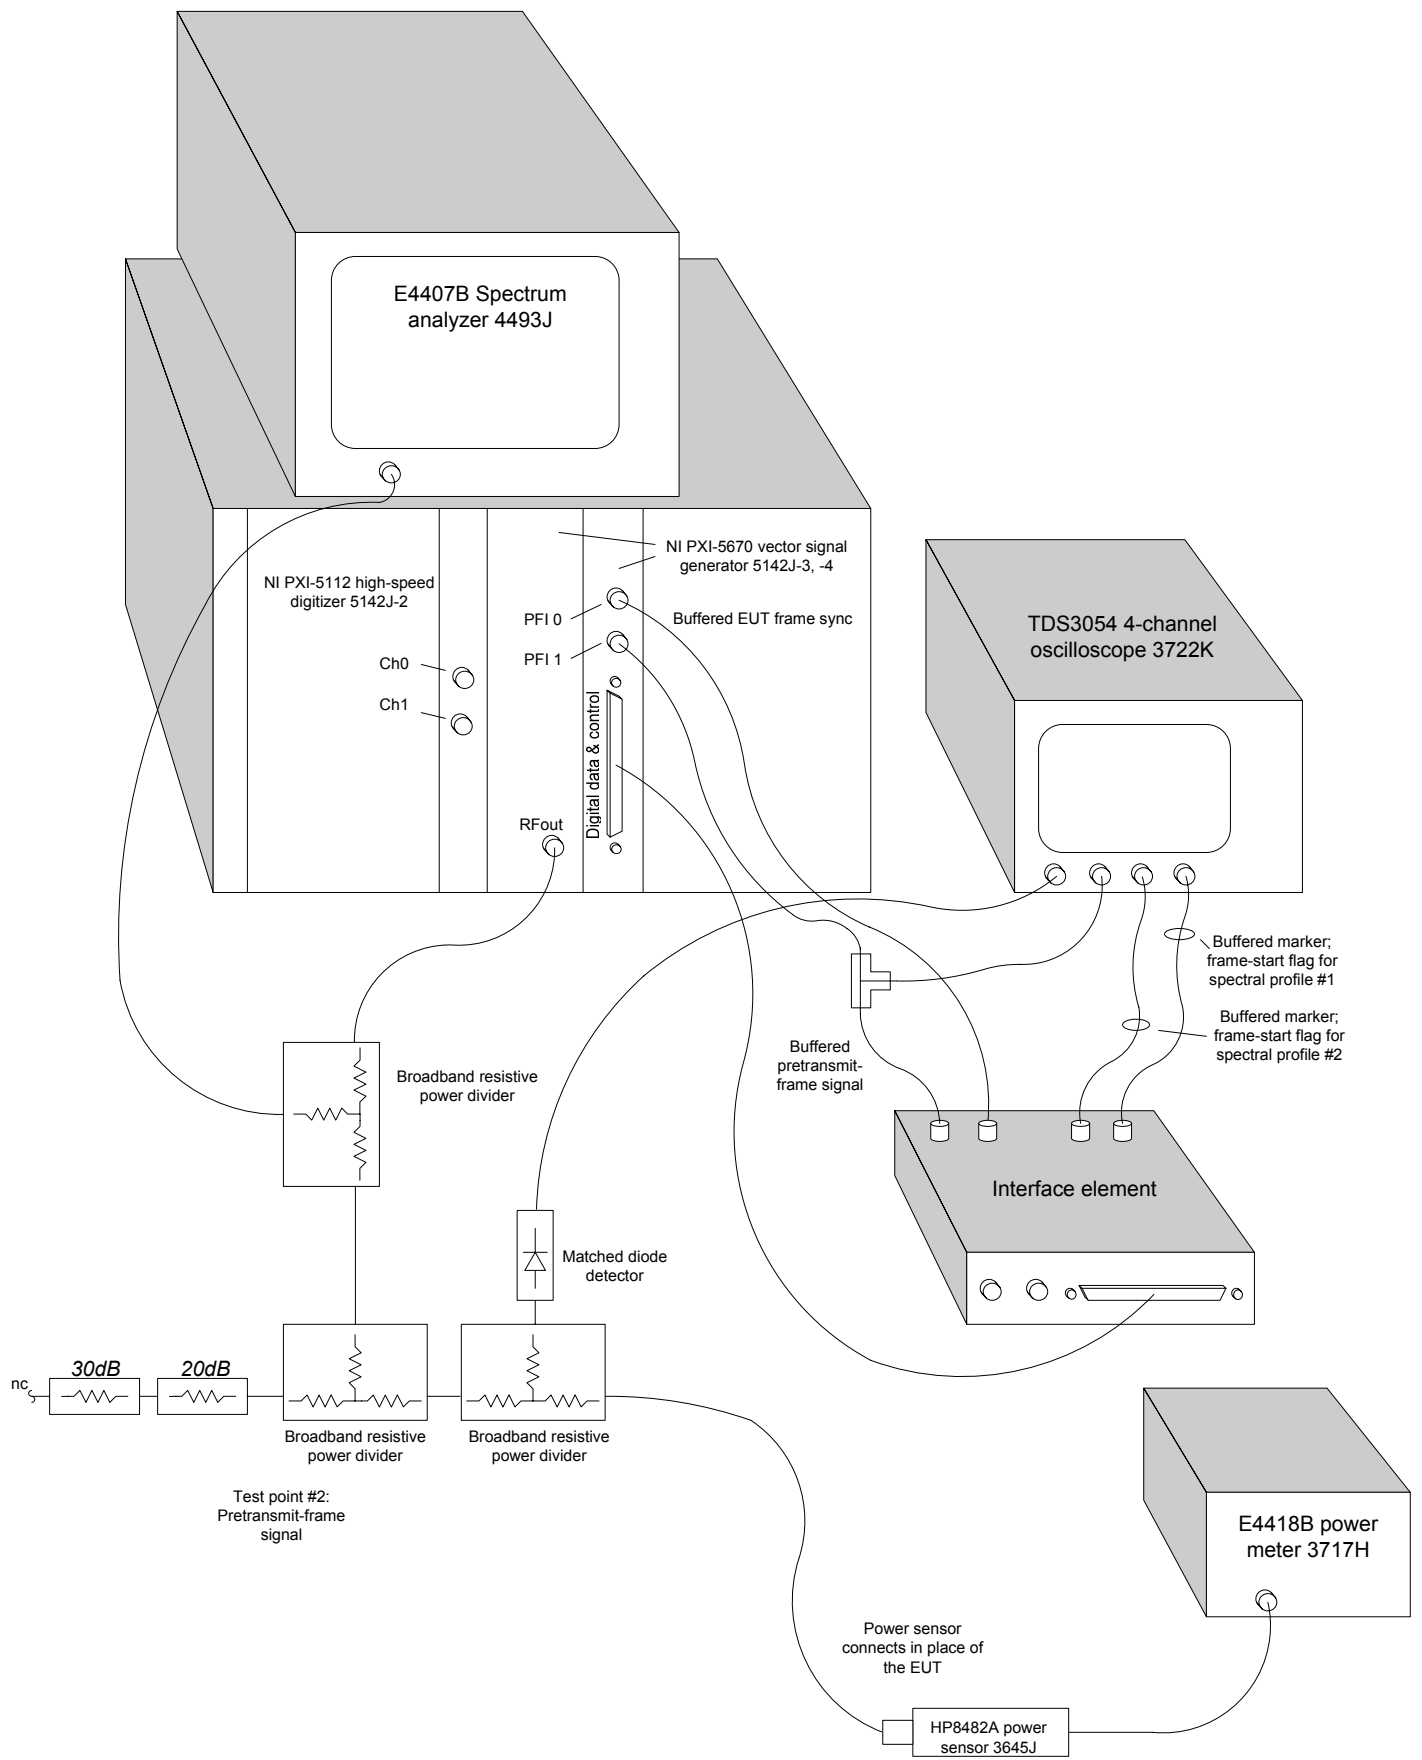 E4407B Spectrum
analyzer 4493J
NI PXI-5670 vector signal
generator 5142J-3, -4
NI PXI-5112 high-speed
digitizer 5142J-2
PFI 0
Buffered EUT frame sync
PFI 1
Ch0
Ch1
Digital data & control
RFout
TDS3054 4-channel
oscilloscope 3722K
Buffered marker;
frame-start flag for
spectral profile #1
Buffered marker;
frame-start flag for
spectral profile #2
Buffered
pretransmit-
frame signal
Broadband resistive
power divider
Interface element
Matched diode
detector
nc
30dB
20dB
Broadband resistive
power divider
Broadband resistive
power divider
Test point #2:
Pretransmit-frame
signal
E4418B power
meter 3717H
Power sensor
connects in place of
the EUT
HP8482A power
sensor 3645J